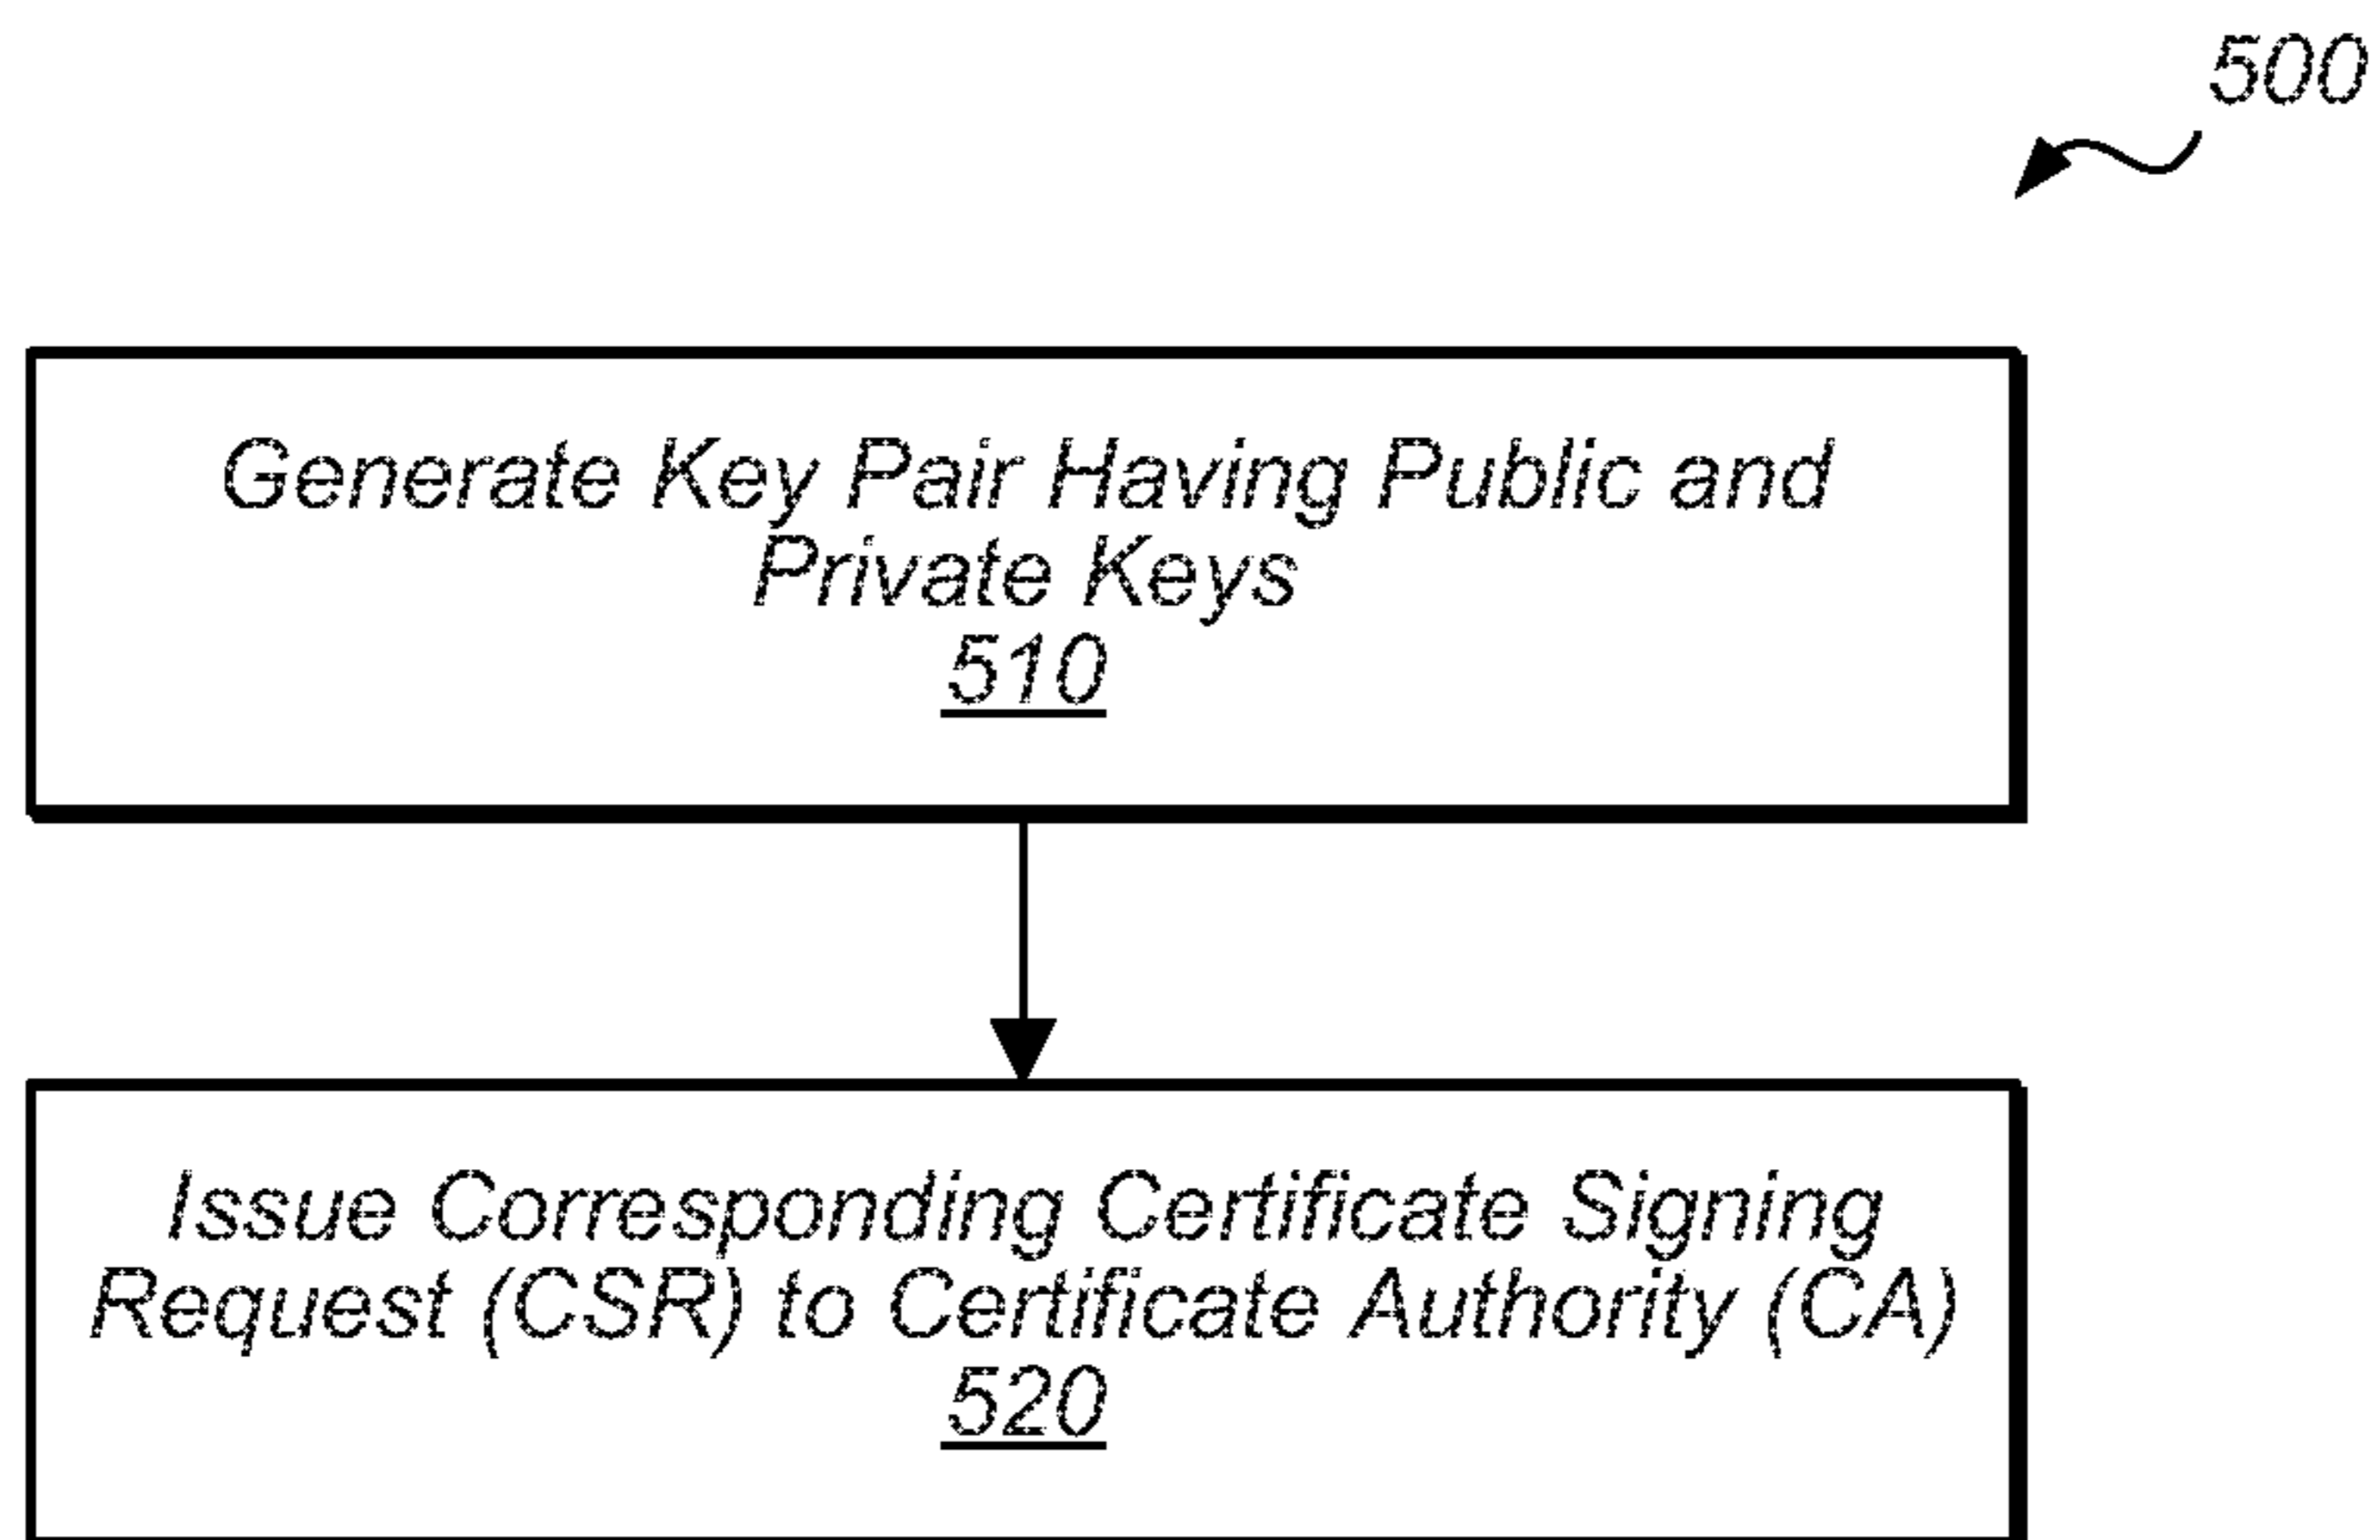 500
Generate Key Pair Having Public and
Private Keys
510
Issue Corresponding Certificate Signing
Request (CSR) to Certificate Authority (CA)
520